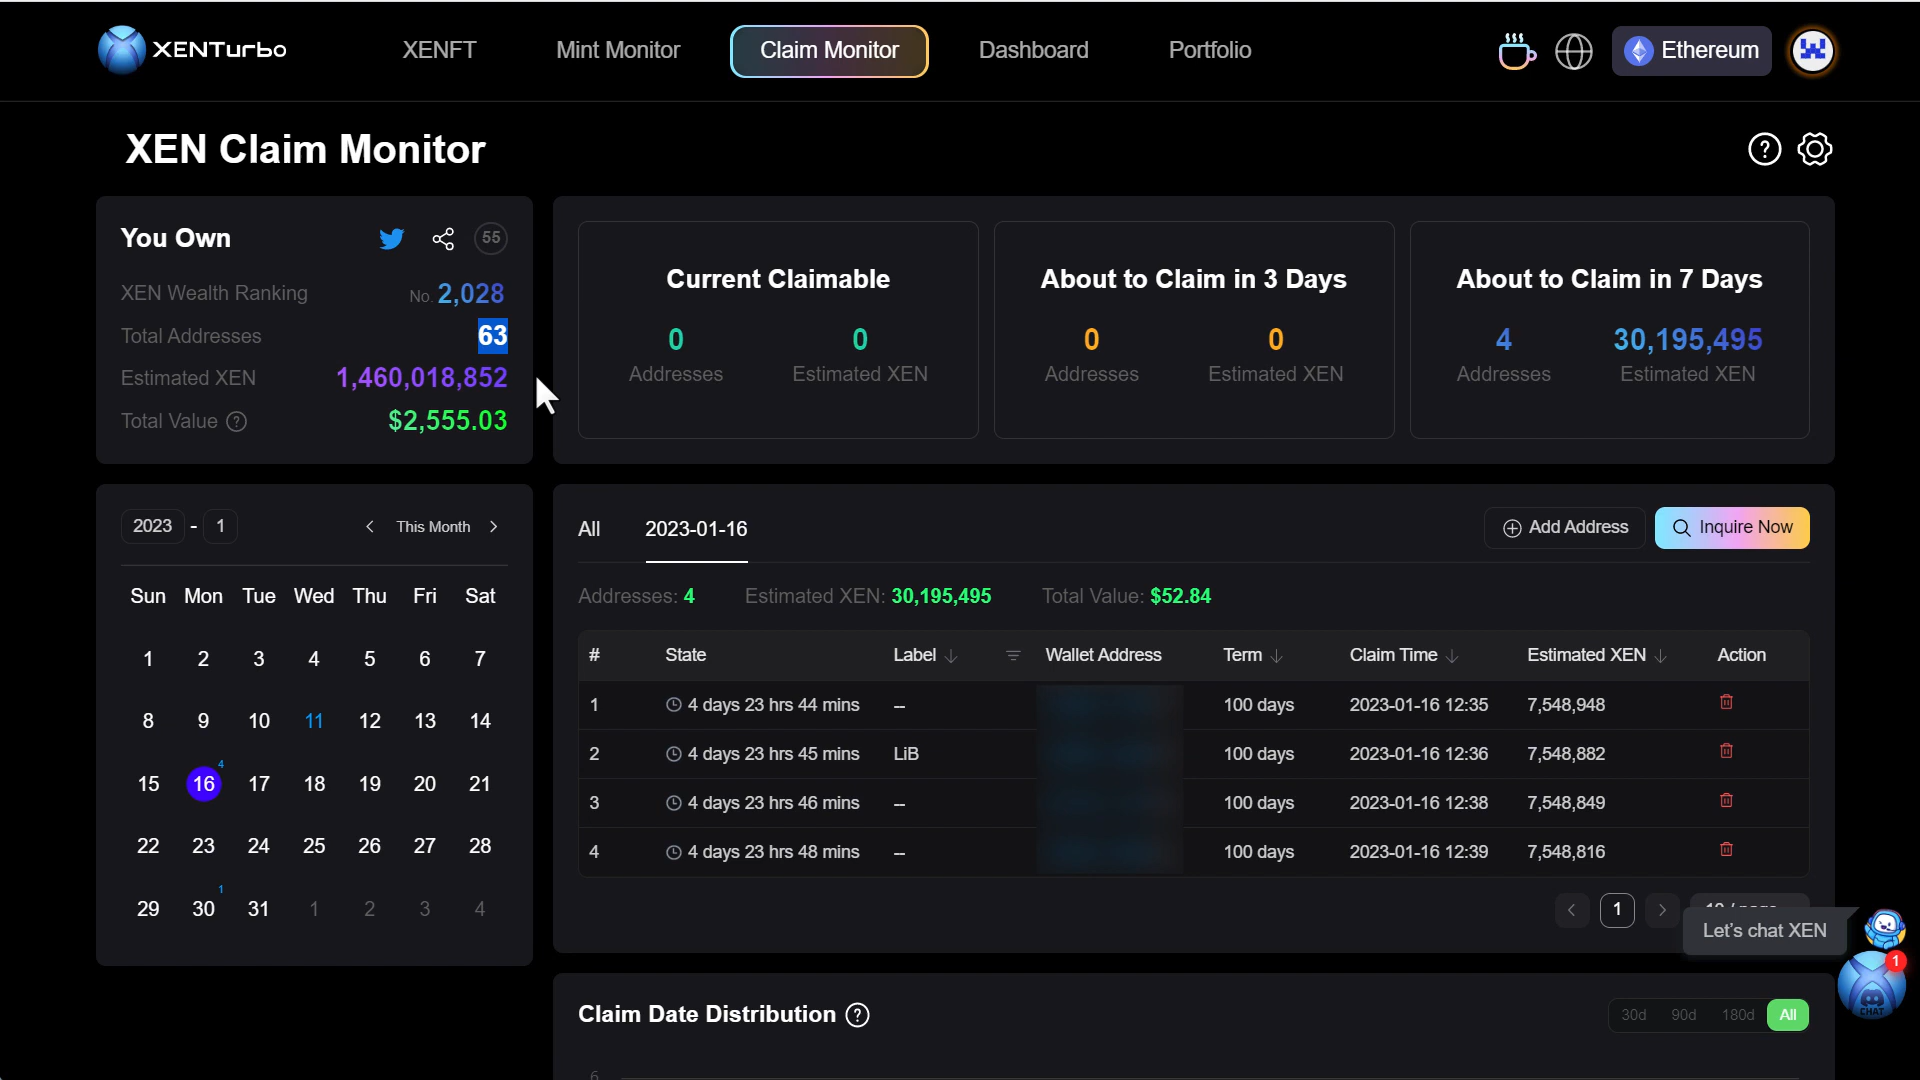 XENTurbo
XENFT
Mint Monitor
Claim Monitor
Dashboard
Portfolio
Ethereum
XEN Claim Monitor
You Own
55
XEN Wealth Ranking No. 2,028
Total Addresses 63
Estimated XEN 1,460,018,852
Total Value $2,555.03
Current Claimable
0 0
Addresses Estimated XEN
About to Claim in 3 Days
0 0
Addresses Estimated XEN
About to Claim in 7 Days
4 30,195,495
Addresses Estimated XEN
2023 - 1 < This Month >
Sun Mon Tue Wed Thu Fri Sat
1 2 3 4 5 6 7
8 9 10 11 12 13 14
4
15 16 17 18 19 20 21
22 23 24 25 26 27 28
1
29 30 31 1 2 3 4
All 2023-01-16 Add Address Inquire Now
Addresses: 4 Estimated XEN: 30,195,495 Total Value: $52.84
# State Label Wallet Address Term Claim Time Estimated XEN Action
1 4 days 23 hrs 44 mins -- 100 days 2023-01-16 12:35 7,548,948
2 4 days 23 hrs 45 mins LiB 100 days 2023-01-16 12:36 7,548,882
3 4 days 23 hrs 46 mins -- 100 days 2023-01-16 12:38 7,548,849
4 4 days 23 hrs 48 mins -- 100 days 2023-01-16 12:39 7,548,816
< 1 >
Let's chat XEN
1
CHAT
Claim Date Distribution
30d 90d 180d All